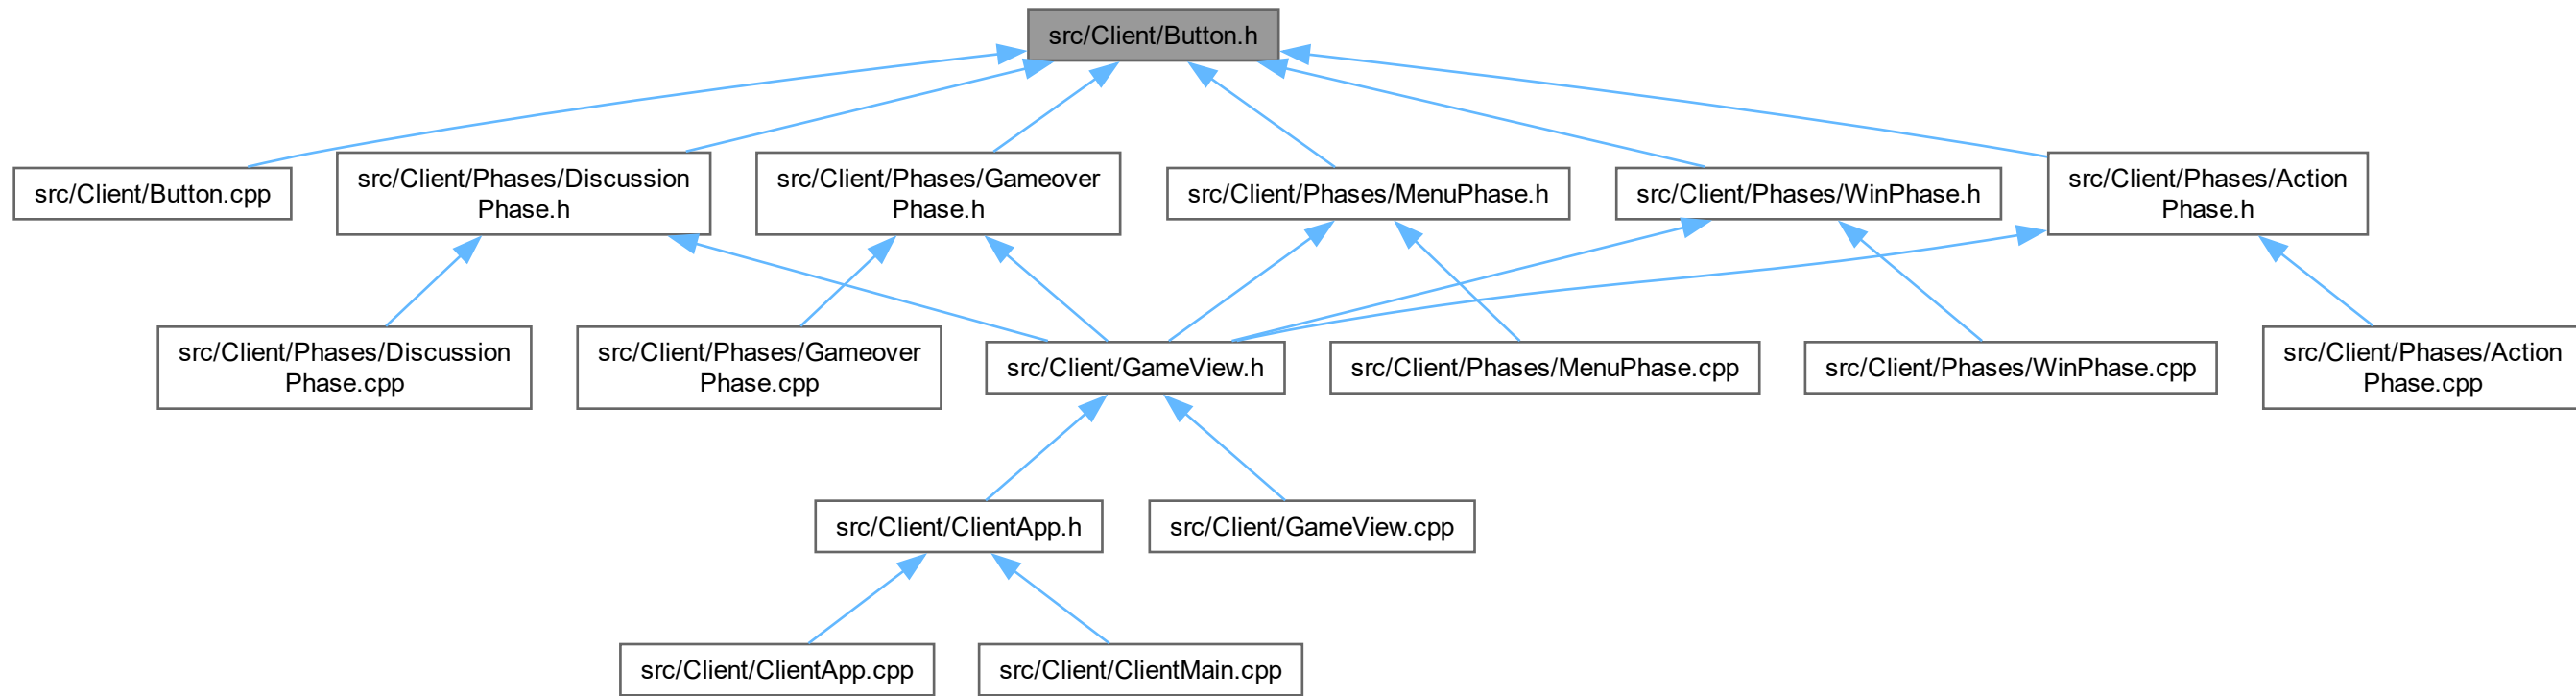 src/Client/Button.h
src/Client/Button.cpp
src/Client/Phases/Discussion
Phase.h
src/Client/Phases/Gameover
Phase.h
src/Client/Phases/MenuPhase.h
src/Client/Phases/WinPhase.h
src/Client/Phases/Action
Phase.h
src/Client/Phases/Discussion
Phase.cpp
src/Client/Phases/Gameover
Phase.cpp
src/Client/GameView.h
src/Client/Phases/MenuPhase.cpp
src/Client/Phases/WinPhase.cpp
src/Client/Phases/Action
Phase.cpp
src/Client/ClientApp.h
src/Client/GameView.cpp
src/Client/ClientApp.cpp
src/Client/ClientMain.cpp